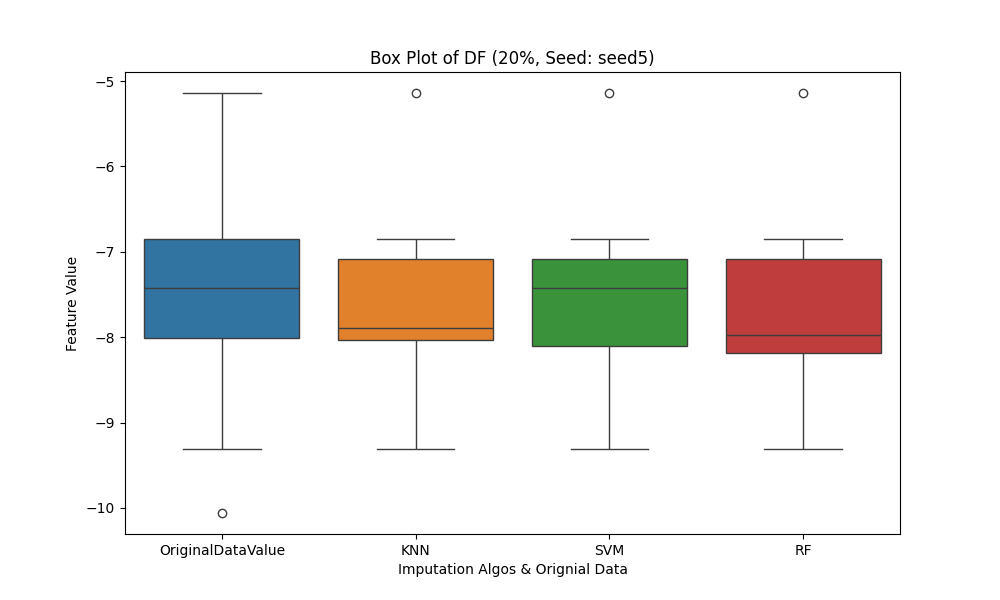 Box Plot of DF (20%, Seed: seed5)
Feature Value
−5
−6
−7
−8
−9
−10
OriginalDataValue
KNN
SVM
RF
Imputation Algos & Orignial Data